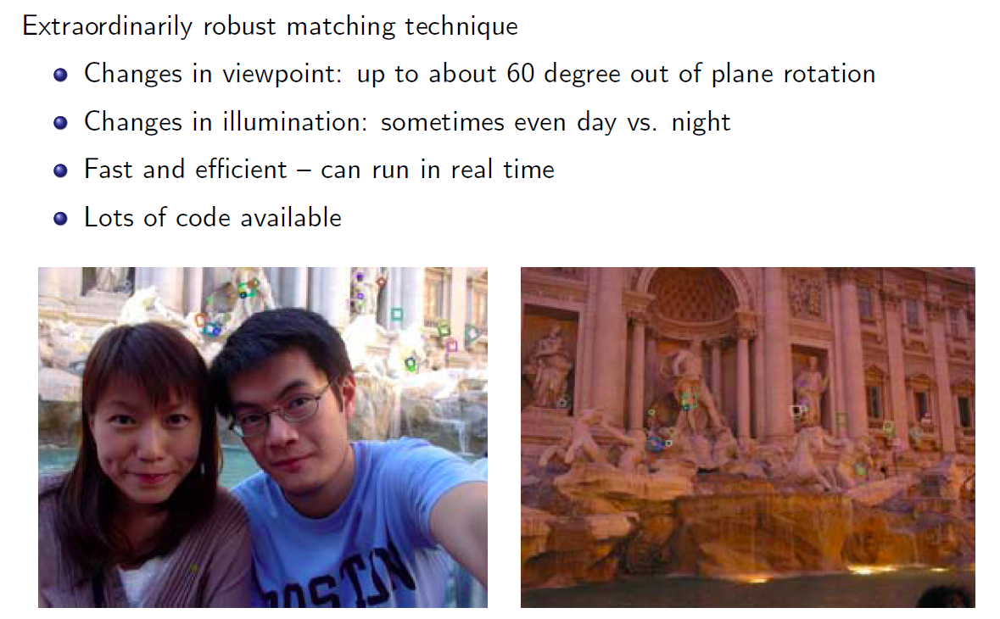 Extraordinarily robust matching technique
Changes in viewpoint: up to about 60 degree out of plane rotation
Changes in illumination: sometimes even day vs. night
Fast and efficient – can run in real time
Lots of code available
BOSTON